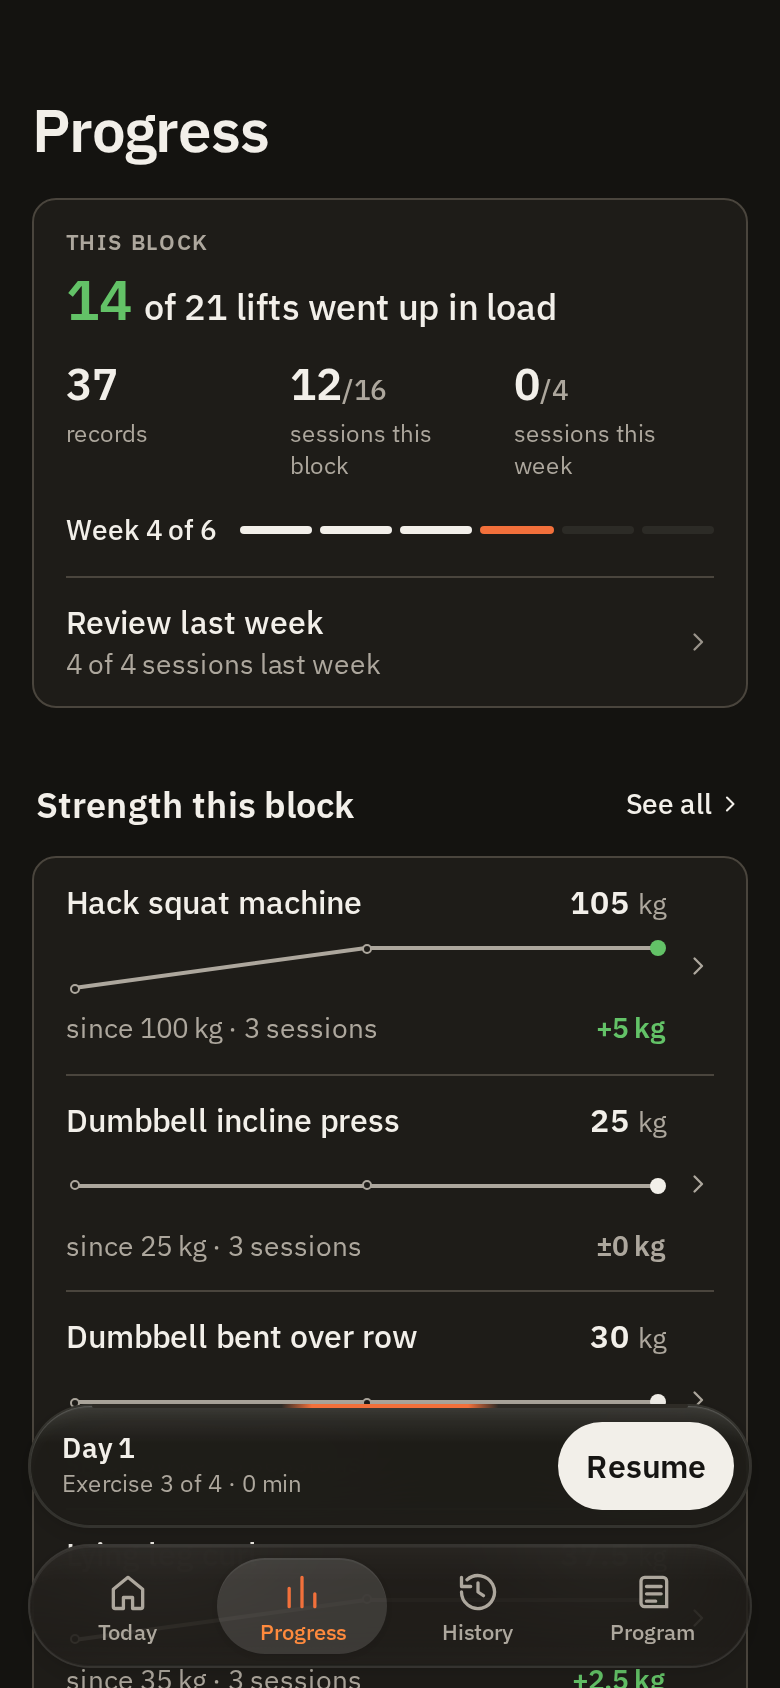 Progress
THIS BLOCK
14 of 21 lifts went up in load
37
records
12/16
sessions this
block
0/4
sessions this
week
Week 4 of 6
Review last week
4 of 4 sessions last week
Strength this block
See all
Hack squat machine
105 kg
since 100 kg · 3 sessions
+5 kg
Dumbbell incline press
25 kg
since 25 kg · 3 sessions
±0 kg
Dumbbell bent over row
30 kg
Day 1
Exercise 3 of 4 · 0 min
Resume
Today
Progress
History
Program
since 35 kg · 3 sessions
+2.5 kg